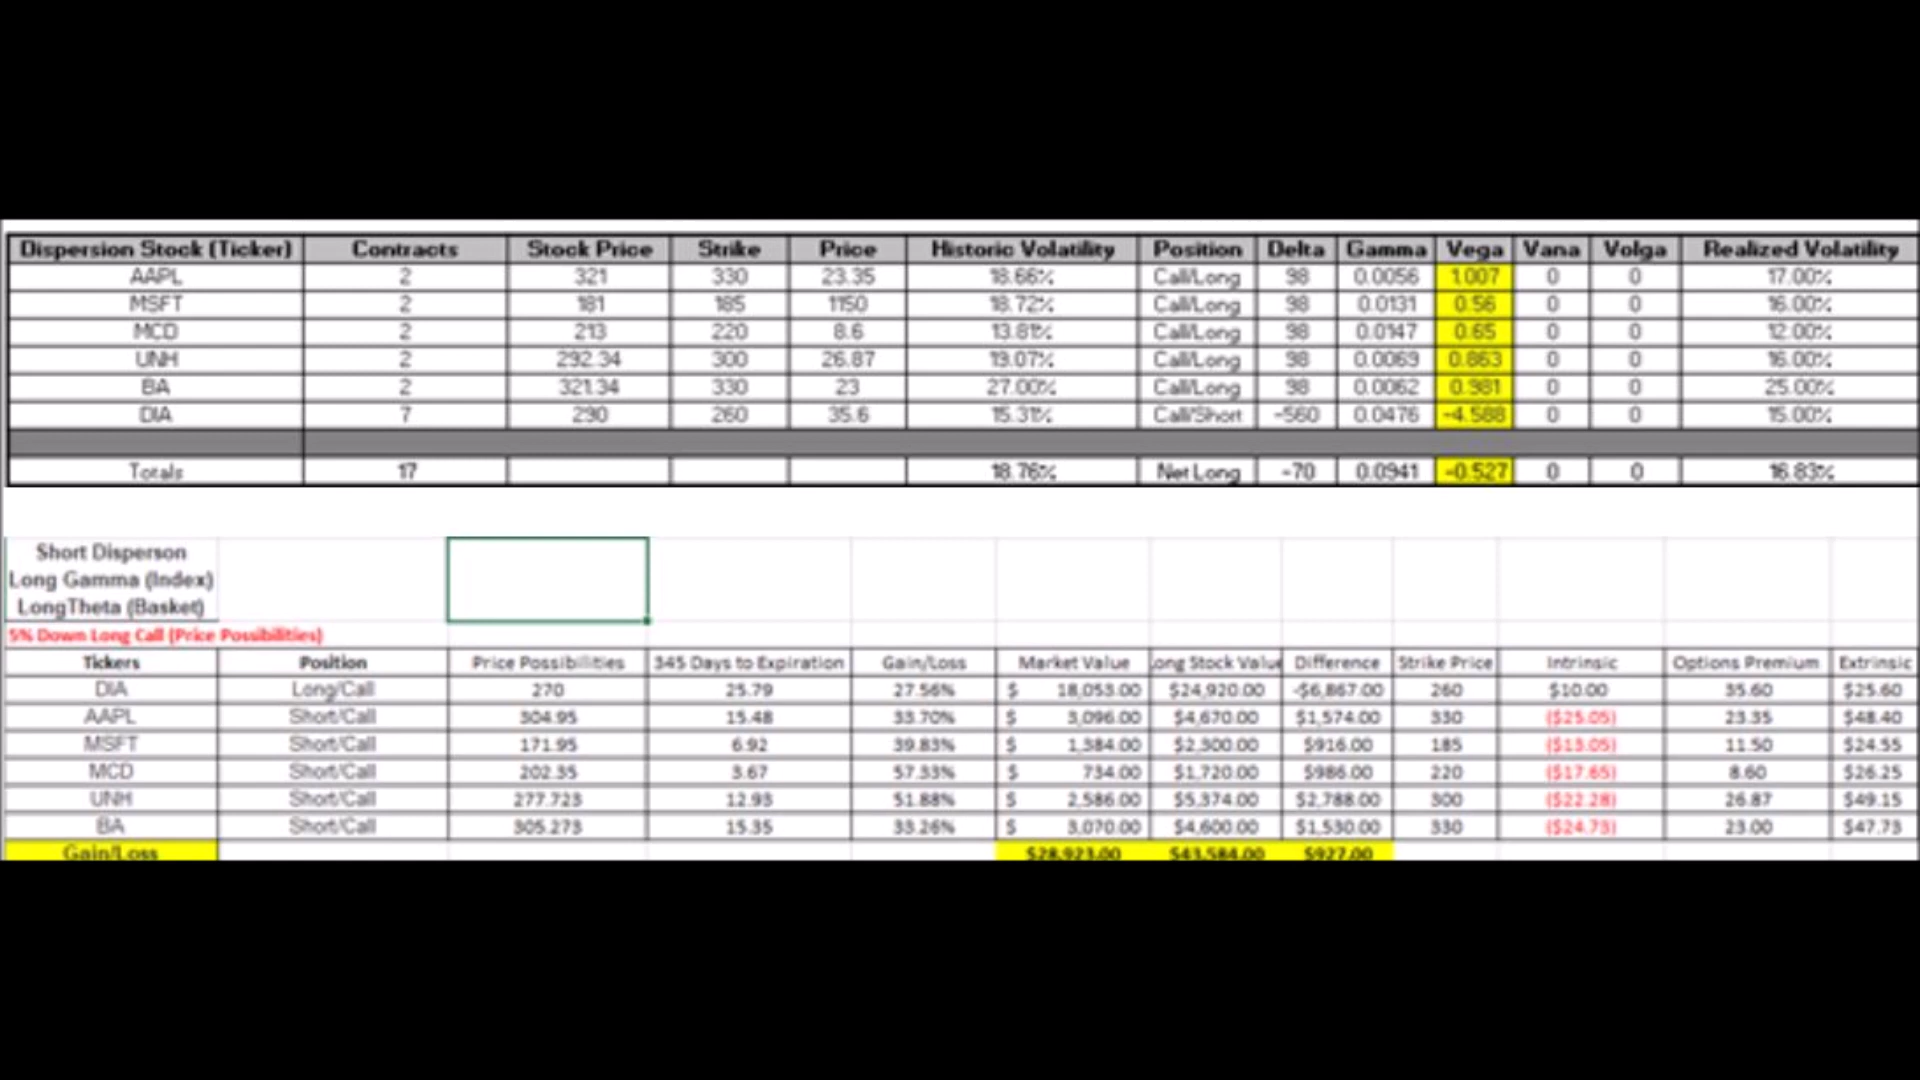 Dispersion Stock (Ticker) Contracts Stock Price Strike Price Historic Volatility Position Delta Gamma Vega Vana Volga Realized Volatility
AAPL 2 321 330 23.35 18.66% Call/Long 98 0.0056 1.007 0 0 17.00%
MSFT 2 181 185 1150 18.72% Call/Long 98 0.0131 0.56 0 0 16.00%
MCD 2 213 220 8.6 13.81% Call/Long 98 0.0147 0.65 0 0 12.00%
UNH 2 292.34 300 26.87 19.07% Call/Long 98 0.0069 0.863 0 0 16.00%
BA 2 321.34 330 23 27.00% Call/Long 98 0.0062 0.981 0 0 25.00%
DIA 7 290 260 35.6 15.31% Call/Short -560 0.0476 -4.588 0 0 15.00%
Totals 17 18.76% Net Long -70 0.0941 -0.527 0 0 16.83%
Short Disperson
Long Gamma (Index)
LongTheta (Basket)
5% Down Long Call (Price Possibilities)
Tickers Position Price Possibilities 345 Days to Expiration Gain/Loss Market Value ong Stock Valu Difference Strike Price Intrinsic Options Premium Extrinsic
DIA Long/Call 270 25.79 27.56% $ 18,053.00 $24,920.00 -$6,867.00 260 $10.00 35.60 $25.60
AAPL Short/Call 304.95 15.48 33.70% $ 3,096.00 $4,670.00 $1,574.00 330 ($25.05) 23.35 $48.40
MSFT Short/Call 171.95 6.92 39.83% $ 1,384.00 $2,300.00 $916.00 185 ($13.05) 11.50 $24.55
MCD Short/Call 202.35 3.67 57.33% $ 734.00 $1,720.00 $986.00 220 ($17.65) 8.60 $26.25
UNH Short/Call 277.723 12.93 51.88% $ 2,586.00 $5,374.00 $2,788.00 300 ($22.28) 26.87 $49.15
BA Short/Call 305.273 15.35 33.26% $ 3,070.00 $4,600.00 $1,530.00 330 ($24.73) 23.00 $47.73
Gain/Loss $28,923.00 $43,584.00 $927.00